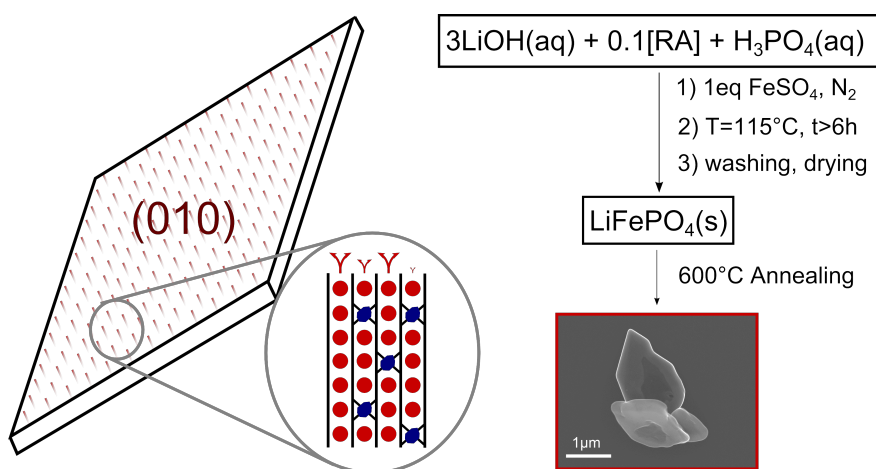 (010)
3LiOH(aq) + 0.1[RA] + H₃PO₄(aq)
1) 1eq FeSO₄, N₂
2) T=115°C, t>6h
3) washing, drying
LiFePO₄(s)
600°C Annealing
1µm